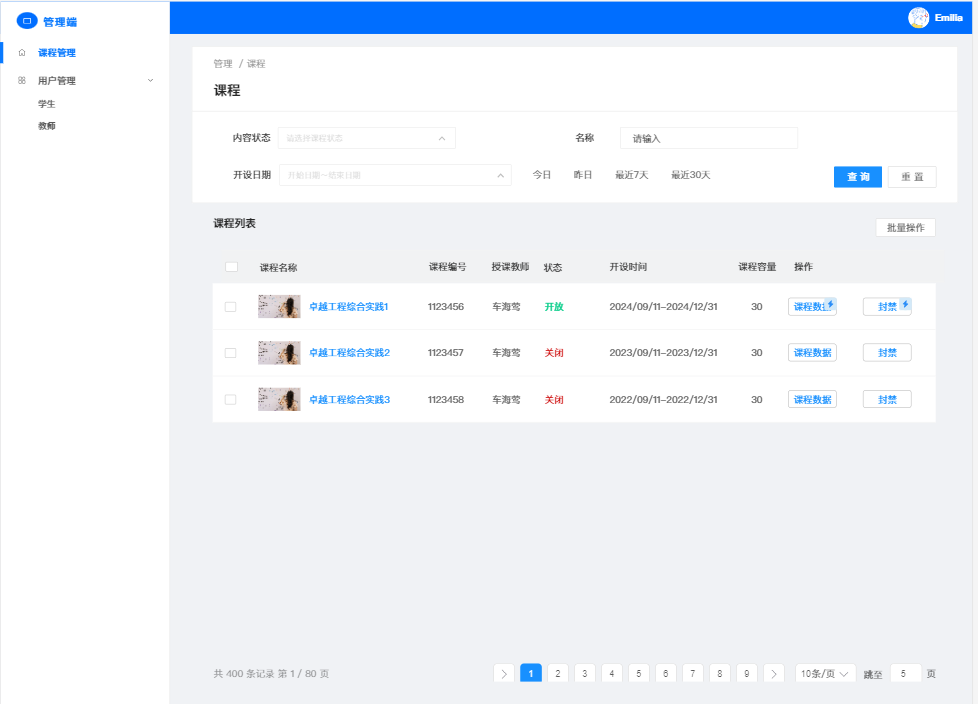 管理端
Emilia
课程管理
用户管理
学生
教师
管理 / 课程
课程
内容状态 请选择课程状态 名称 请输入
开设日期 开始日期~结束日期 今日 昨日 最近7天 最近30天 查 询 重 置
课程列表 批量操作
课程名称 课程编号 授课教师 状态 开设时间 课程容量 操作
卓越工程综合实践1 1123456 车海莺 开放 2024/09/11-2024/12/31 30 课程数据 封禁
卓越工程综合实践2 1123457 车海莺 关闭 2023/09/11-2023/12/31 30 课程数据 封禁
卓越工程综合实践3 1123458 车海莺 关闭 2022/09/11-2022/12/31 30 课程数据 封禁
共 400 条记录 第 1 / 80 页 1 2 3 4 5 6 7 8 9 10条/页 跳至 5 页